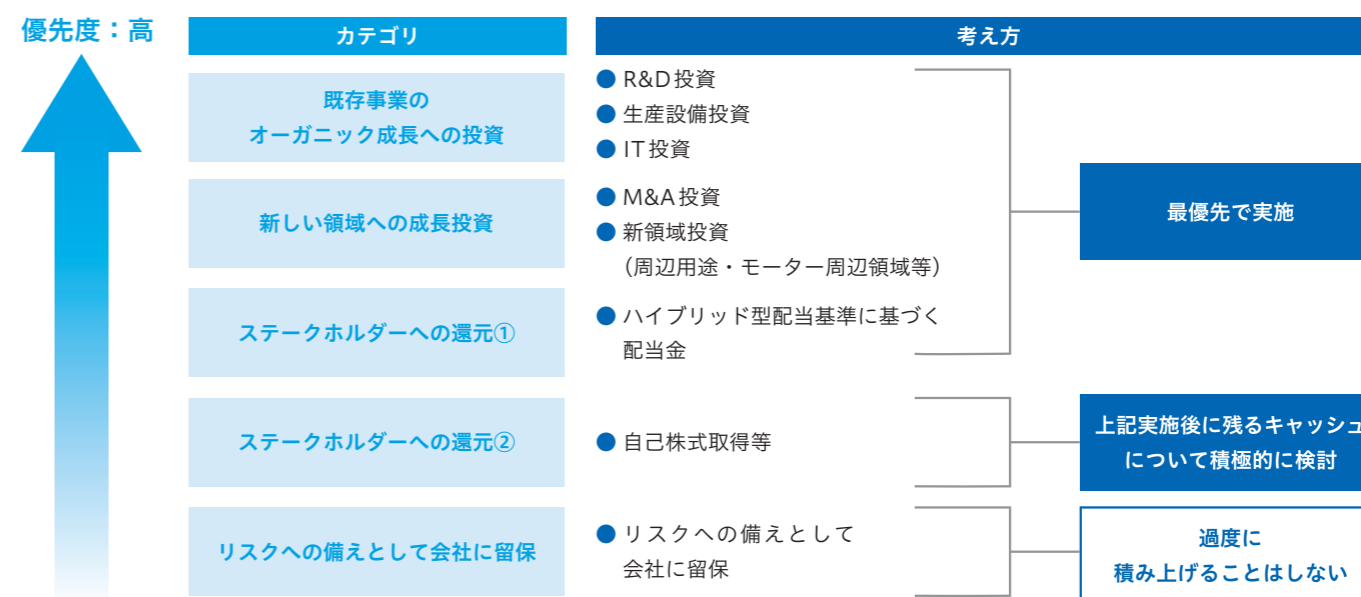 優先度：高
カテゴリ
考え方
既存事業の
オーガニック成長への投資
● R&D投資
● 生産設備投資
● IT投資
新しい領域への成長投資
● M&A投資
● 新領域投資
（周辺用途・モーター周辺領域等）
最優先で実施
ステークホルダーへの還元①
● ハイブリッド型配当基準に基づく
配当金
ステークホルダーへの還元②
● 自己株式取得等
上記実施後に残るキャッシュ
について積極的に検討
リスクへの備えとして会社に留保
● リスクへの備えとして
会社に留保
過度に
積み上げることはしない